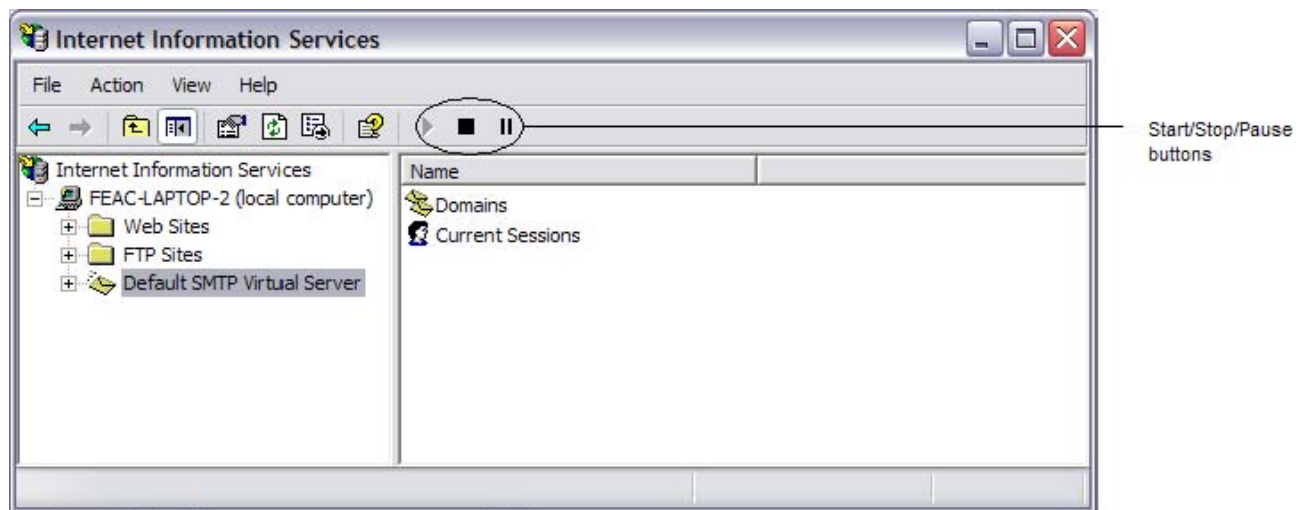 Internet Information Services
File Action View Help
Start/Stop/Pause
buttons
Internet Information Services
FEAC-LAPTOP-2 (local computer)
Web Sites
FTP Sites
Default SMTP Virtual Server
Name
Domains
Current Sessions